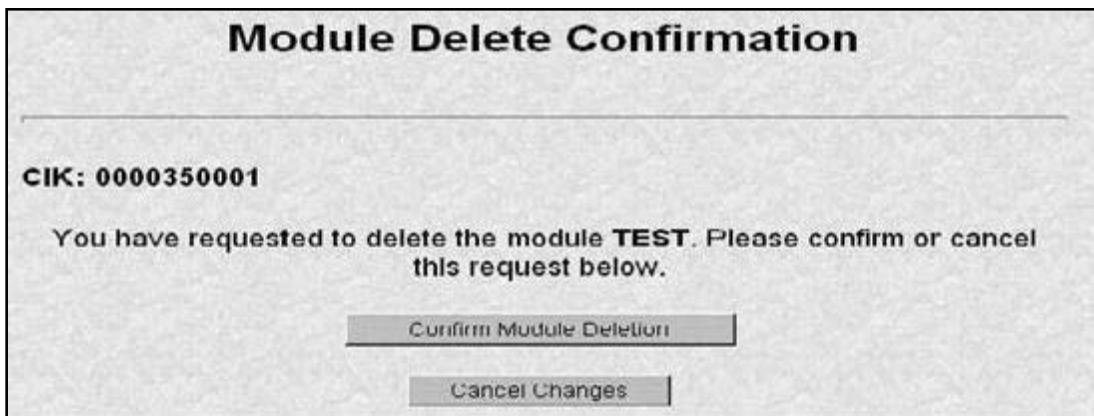 Module Delete Confirmation
CIK: 0000350001
You have requested to delete the module TEST. Please confirm or cancel
this request below.
Confirm Module Deletion
Cancel Changes